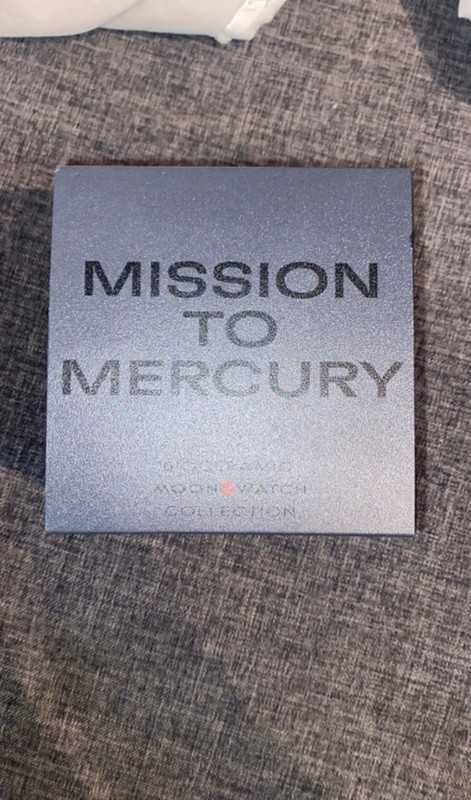 MISSION
TO
MERCURY
BIOCERAMIC
MOONSWATCH
COLLECTION